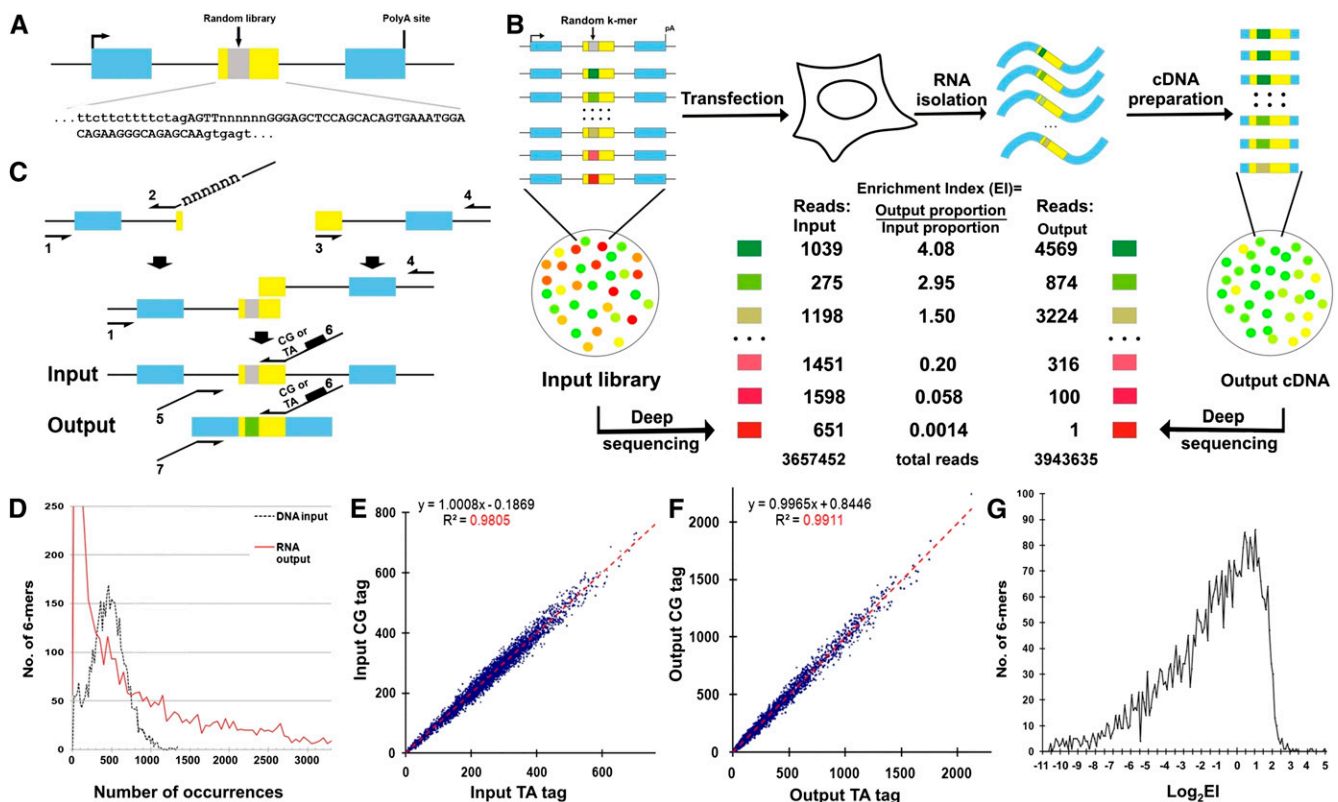 A
Random library
PolyA site
...ttcttcttttctagAGTTnnnnnnGGGAGCTCCAGCACAGTGAAATGGA
CAGAAGGGCAGAGCAAgtgagt...
B
Random k-mer
pA
Transfection
RNA
isolation
...
cDNA
preparation
Input library
Output cDNA
Deep
sequencing
Deep
sequencing
Enrichment Index (EI)=
Reads:
Input
Output proportion
Input proportion
Reads:
Output
1039 4.08 4569
275 2.95 874
1198 1.50 3224
1451 0.20 316
1598 0.058 100
651 0.0014 1
3657452 total reads 3943635
C
nnnnnn
2
4
1
3
4
1
CG or
TA
6
Input
CG or
TA
6
5
Output
7
D
DNA input
RNA
output
No. of 6-mers
250
200
150
100
50
0
0 500 1000 1500 2000 2500 3000
Number of occurrences
E
y = 1.0008x - 0.1869
R² = 0.9805
Input CG tag
800
600
400
200
0
0 200 400 600
Input TA tag
F
y = 0.9965x + 0.8446
R² = 0.9911
Output CG tag
2000
1500
1000
500
0
0 500 1000 1500 2000
Output TA tag
G
No. of 6-mers
100
90
80
70
60
50
40
30
20
10
0
-11 -10 -9 -8 -7 -6 -5 -4 -3 -2 -1 0 1 2 3 4 5
Log₂EI